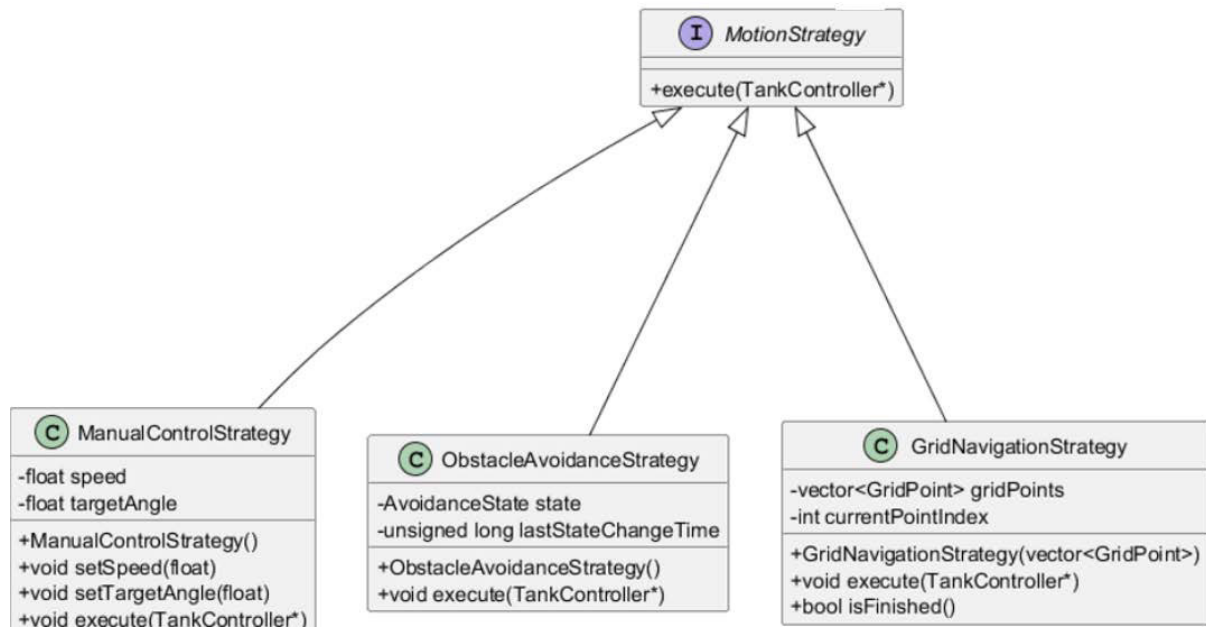 I MotionStrategy
+execute(TankController*)
C ManualControlStrategy
-float speed
-float targetAngle
+ManualControlStrategy()
+void setSpeed(float)
+void setTargetAngle(float)
+void execute(TankController*)
C ObstacleAvoidanceStrategy
-AvoidanceState state
-unsigned long lastStateChangeTime
+ObstacleAvoidanceStrategy()
+void execute(TankController*)
C GridNavigationStrategy
-vector<GridPoint> gridPoints
-int currentPointIndex
+GridNavigationStrategy(vector<GridPoint>)
+void execute(TankController*)
+bool isFinished()